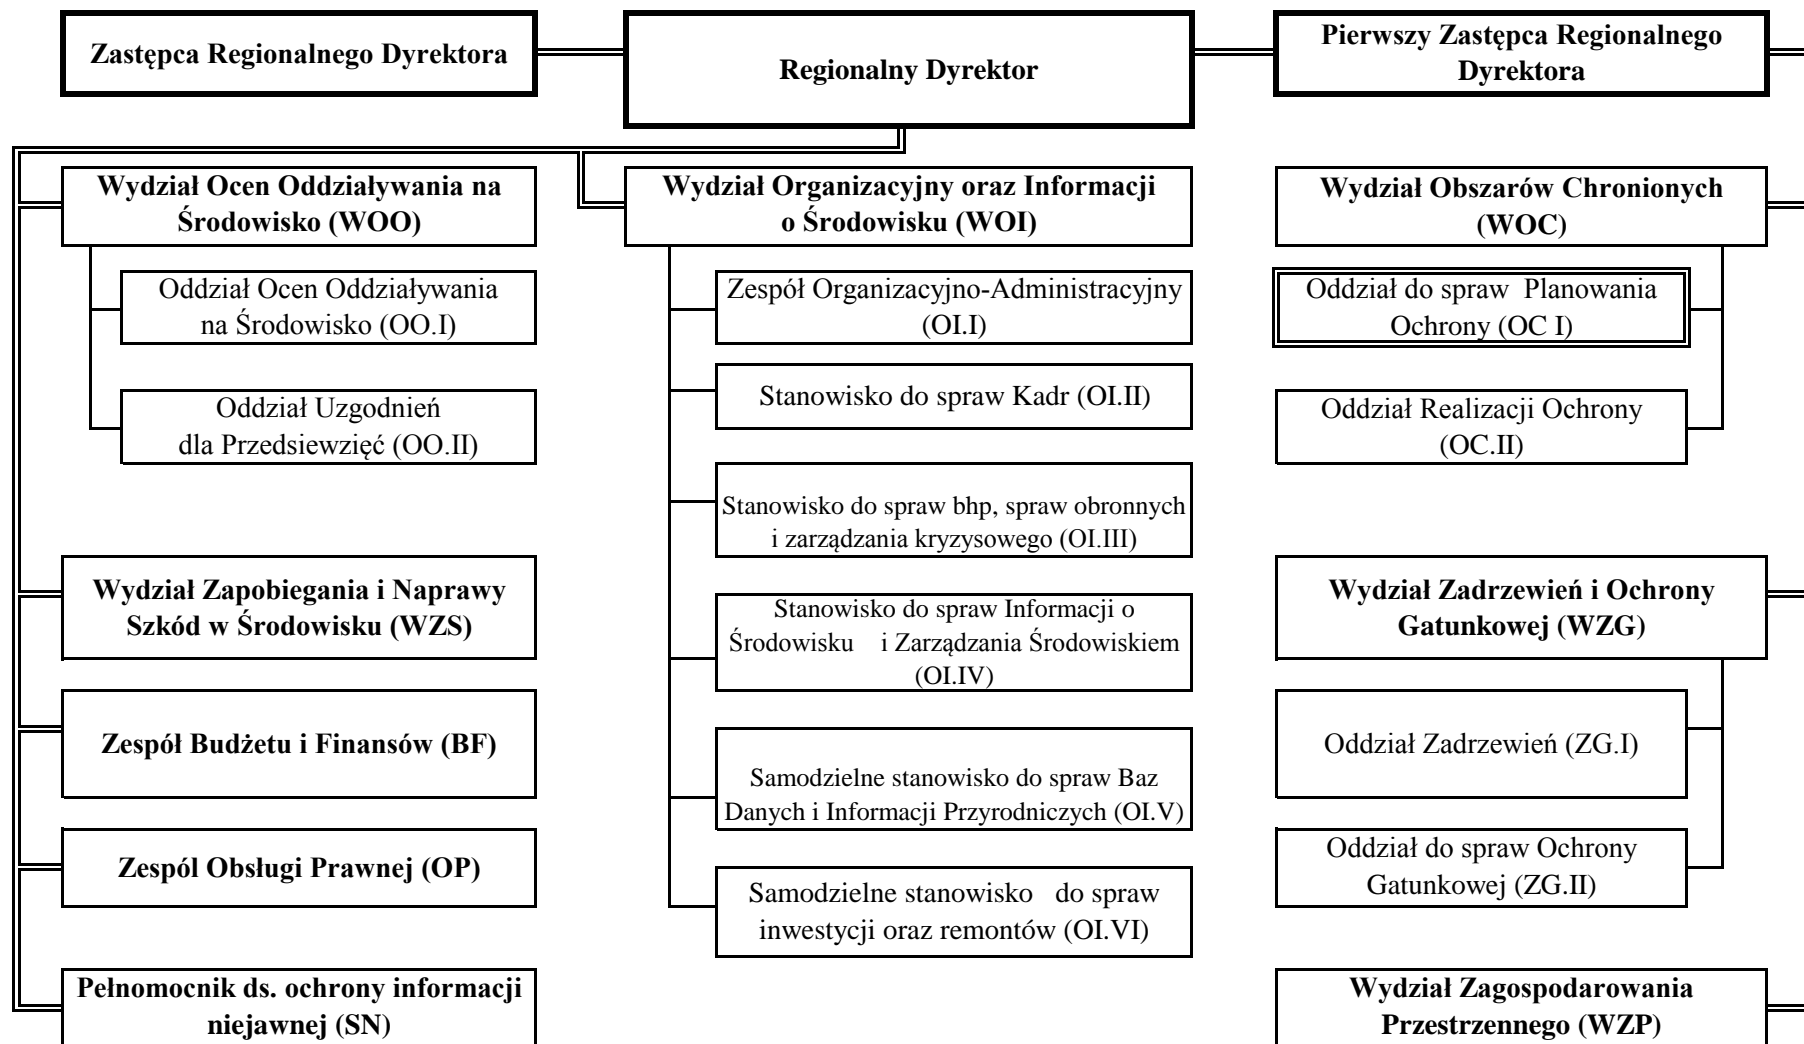 Zastępca Regionalnego Dyrektora
Regionalny Dyrektor
Pierwszy Zastępca Regionalnego
Dyrektora
Wydział Ocen Oddziaływania na
Środowisko (WOO)
Oddział Ocen Oddziaływania
na Środowisko (OO.I)
Oddział Uzgodnień
dla Przedsiewzięć (OO.II)
Wydział Zapobiegania i Naprawy
Szkód w Środowisku (WZS)
Zespół Budżetu i Finansów (BF)
Zespól Obsługi Prawnej (OP)
Pełnomocnik ds. ochrony informacji
niejawnej (SN)
Wydział Organizacyjny oraz Informacji
o Środowisku (WOI)
Zespół Organizacyjno-Administracyjny
(OI.I)
Stanowisko do spraw Kadr (OI.II)
Stanowisko do spraw bhp, spraw obronnych
i zarządzania kryzysowego (OI.III)
Stanowisko do spraw Informacji o
Środowisku i Zarządzania Środowiskiem
(OI.IV)
Samodzielne stanowisko do spraw Baz
Danych i Informacji Przyrodniczych (OI.V)
Samodzielne stanowisko do spraw
inwestycji oraz remontów (OI.VI)
Wydział Obszarów Chronionych
(WOC)
Oddział do spraw Planowania
Ochrony (OC I)
Oddział Realizacji Ochrony
(OC.II)
Wydział Zadrzewień i Ochrony
Gatunkowej (WZG)
Oddział Zadrzewień (ZG.I)
Oddział do spraw Ochrony
Gatunkowej (ZG.II)
Wydział Zagospodarowania
Przestrzennego (WZP)